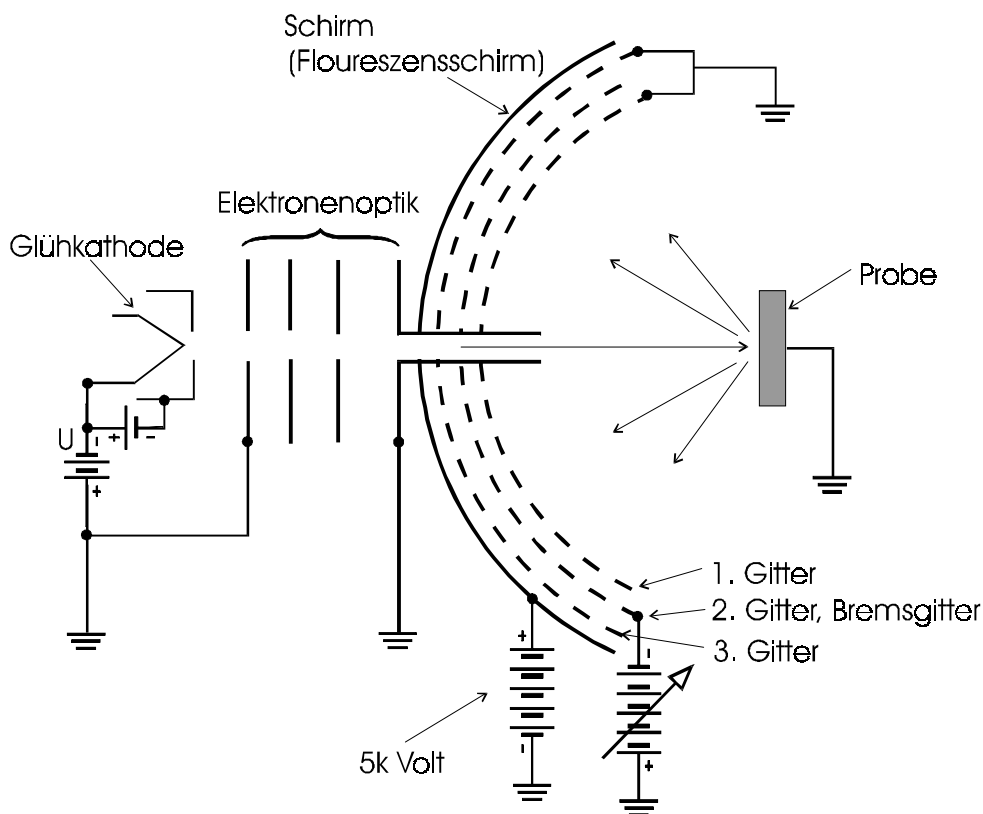 Schirm
(Floureszensschirm)
Elektronenoptik
Glühkathode
Probe
U
-
+
-
+
1. Gitter
2. Gitter, Bremsgitter
3. Gitter
+
-
5k Volt
-
+